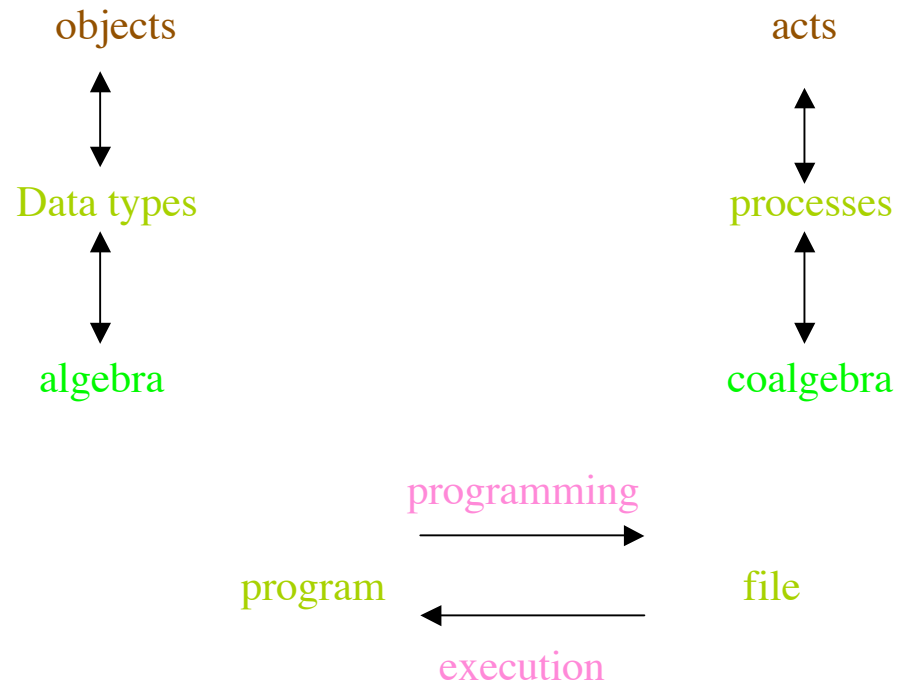 objects acts
Data types processes
algebra coalgebra
programming
program file
execution